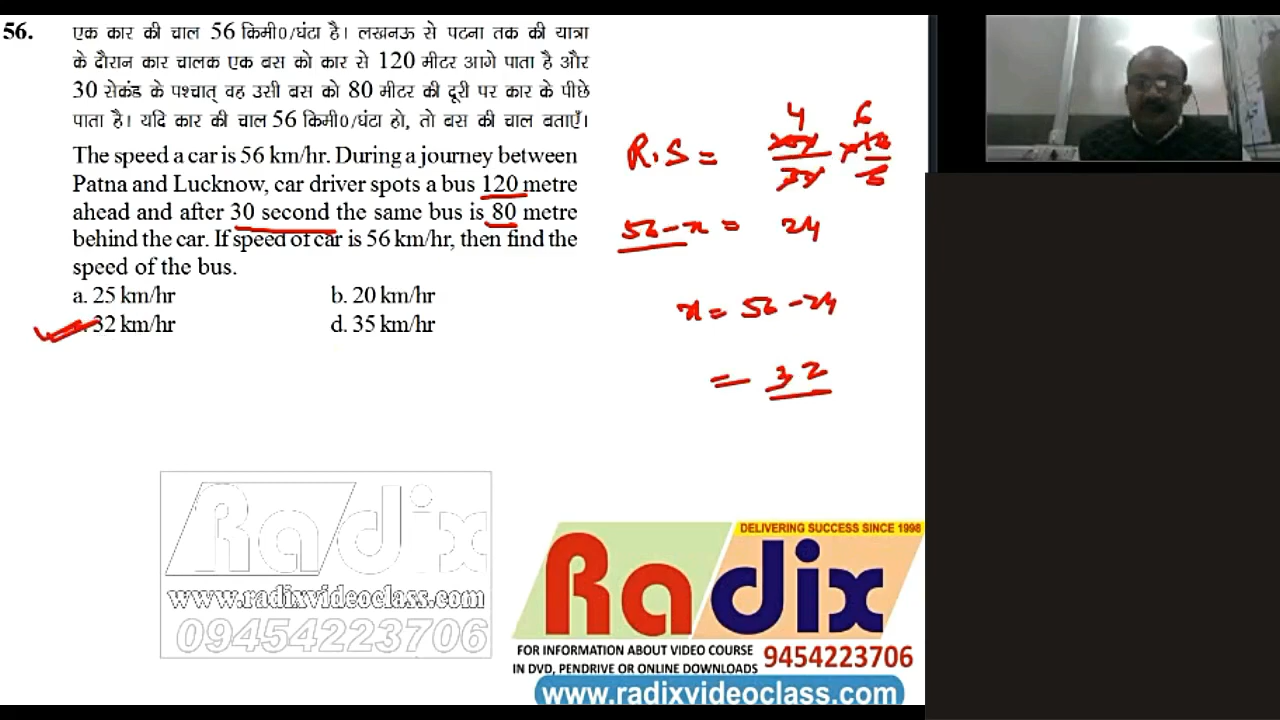 56. एक कार की चाल 56 किमी0/घंटा है। लखनऊ से पटना तक की यात्रा
के दौरान कार चालक एक बस को कार से 120 मीटर आगे पाता है और
30 सेकंड के पश्चात् वह उसी बस को 80 मीटर की दूरी पर कार के पीछे
पाता है। यदि कार की चाल 56 किमी0/घंटा हो, तो बस की चाल बताएँ।
The speed a car is 56 km/hr. During a journey between
Patna and Lucknow, car driver spots a bus 120 metre
ahead and after 30 second the same bus is 80 metre
behind the car. If speed of car is 56 km/hr, then find the
speed of the bus.
a. 25 km/hr b. 20 km/hr
32 km/hr d. 35 km/hr
4 6
R.S =
56 - x = 24
x = 56 - 24
= 32
Radix
www.radixvideoclass.com
09454223706
DELIVERING SUCCESS SINCE 1998
Radix
FOR INFORMATION ABOUT VIDEO COURSE
IN DVD, PENDRIVE OR ONLINE DOWNLOADS 9454223706
www.radixvideoclass.com